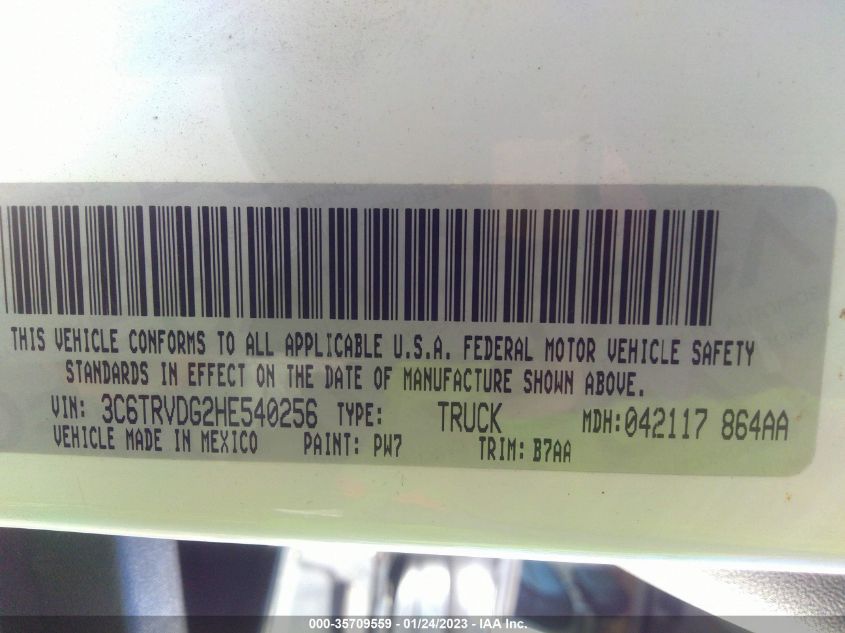 THIS VEHICLE CONFORMS TO ALL APPLICABLE U.S.A. FEDERAL MOTOR VEHICLE SAFETY
STANDARDS IN EFFECT ON THE DATE OF MANUFACTURE SHOWN ABOVE.
VIN: 3C6TRVDG2HE540256 TYPE: TRUCK MDH:042117 864AA
VEHICLE MADE IN MEXICO PAINT: PW7 TRIM: B7AA
000-35709559 - 01/24/2023 - IAA Inc.